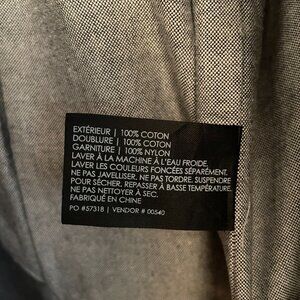 EXTÉRIEUR | 100% COTON
DOUBLURE | 100% COTON
GARNITURE | 100% NYLON
LAVER À LA MACHINE À L'EAU FROIDE.
LAVER LES COULEURS FONCÉES SÉPARÉMENT.
NE PAS JAVELLISER. NE PAS TORDRE. SUSPENDRE
POUR SÉCHER. REPASSER À BASSE TEMPÉRATURE.
NE PAS NETTOYER À SEC.
FABRIQUÉ EN CHINE
PO #57318 | VENDOR # 00540